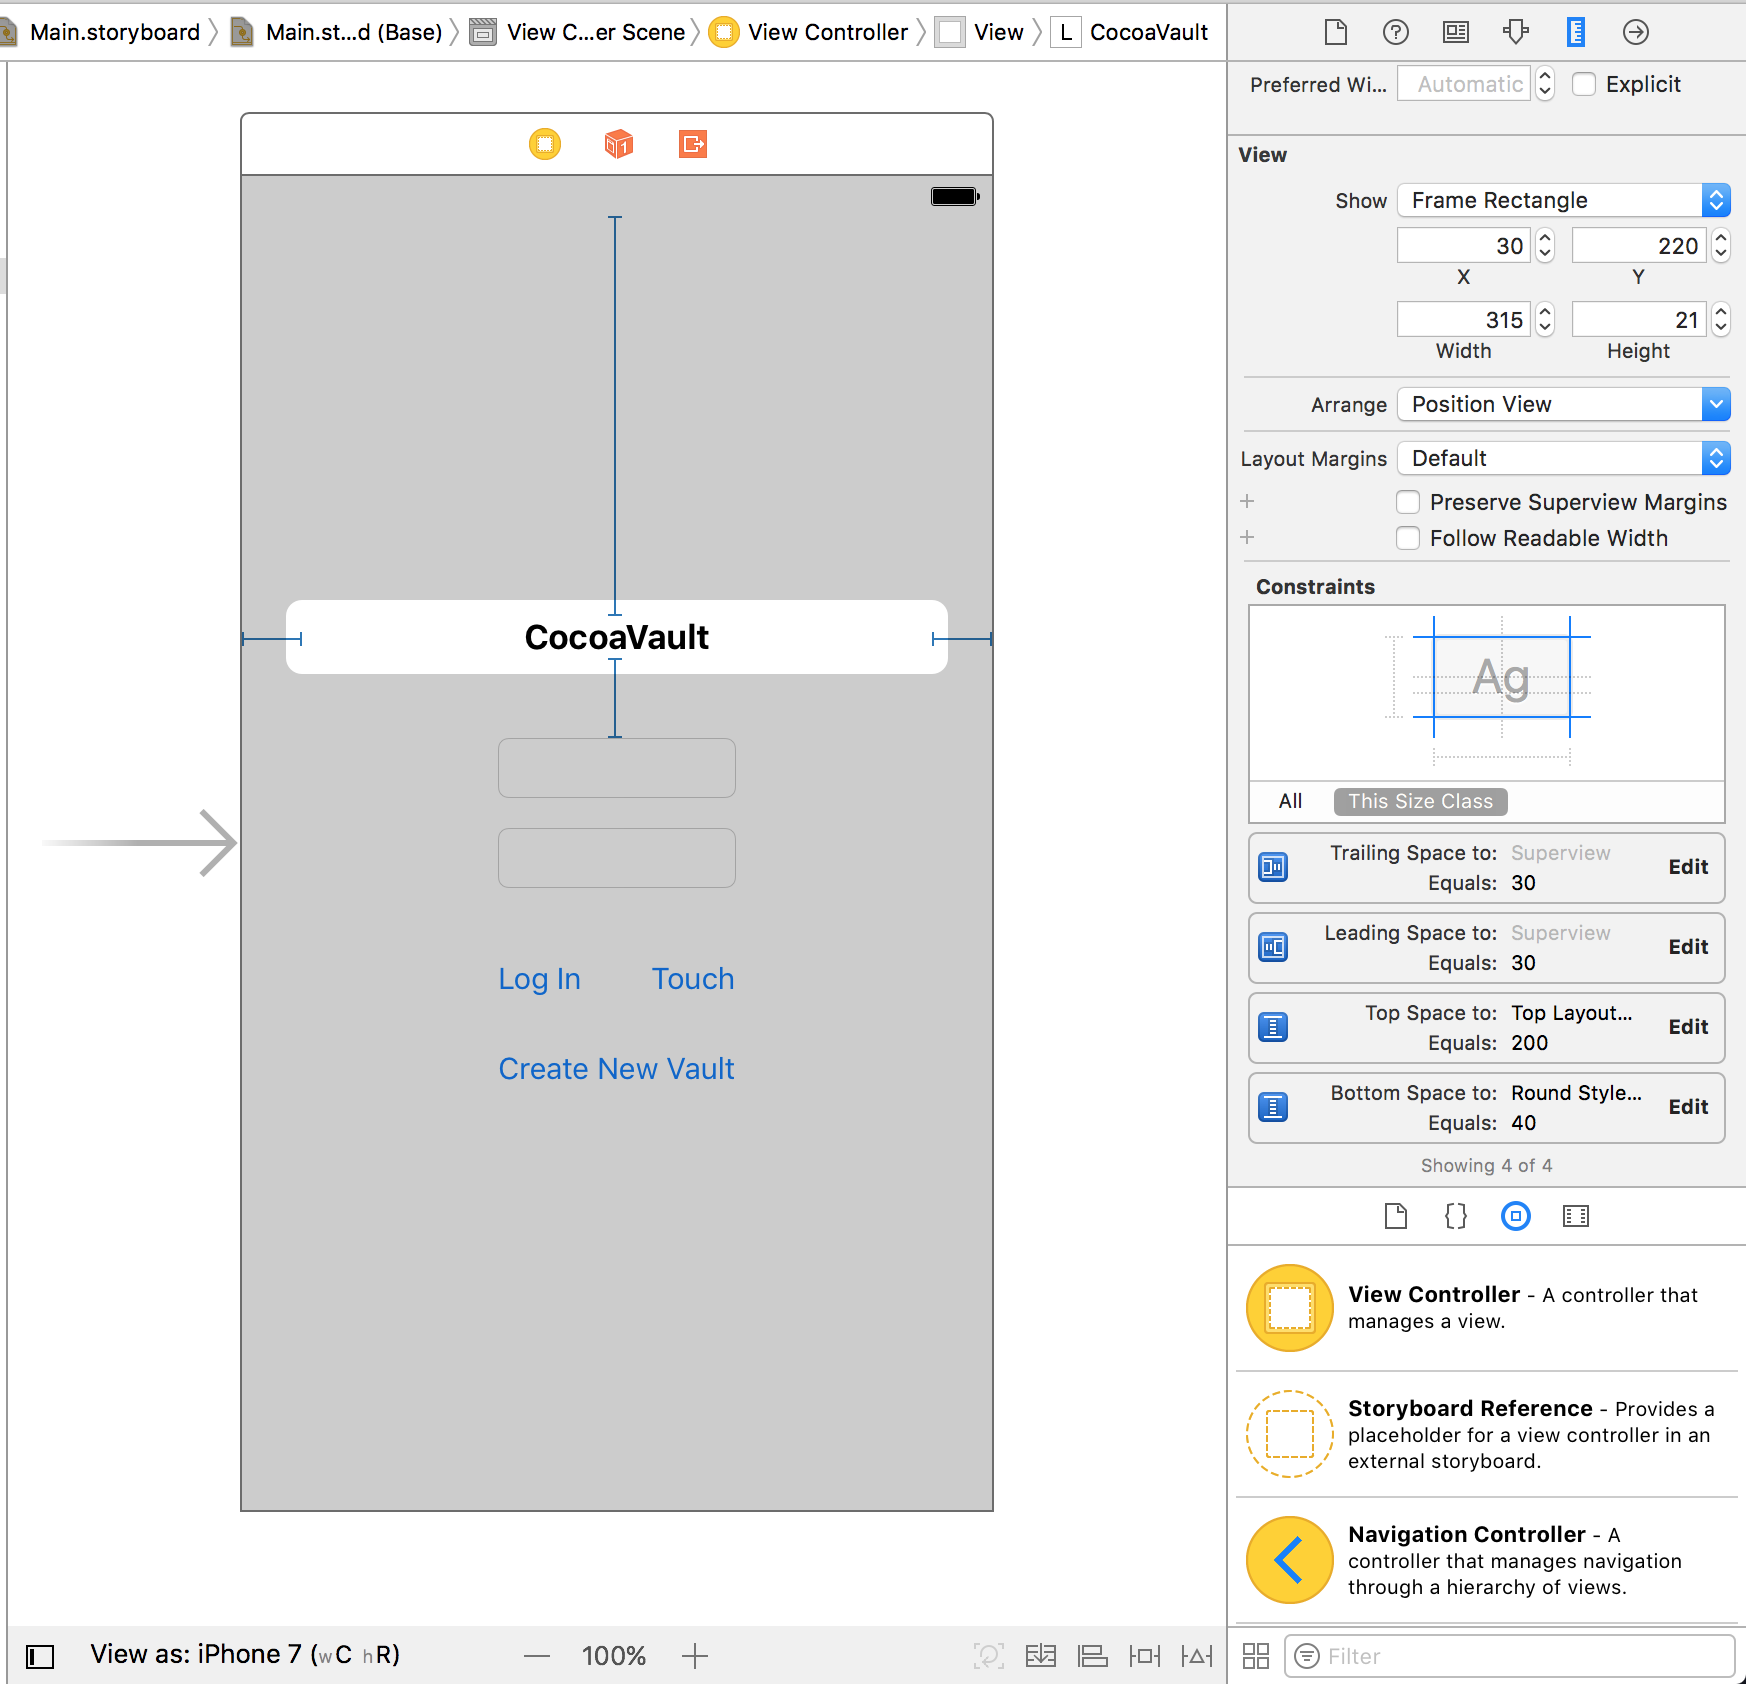 Main.storyboard
Main.st...d (Base)
View C...er Scene
View Controller
View
L
CocoaVault
CocoaVault
Log In
Touch
Create New Vault
View as: iPhone 7 (wC hR)
100%
Preferred Wi...
Automatic
Explicit
View
Show
Frame Rectangle
30
220
X
Y
315
21
Width
Height
Arrange
Position View
Layout Margins
Default
Preserve Superview Margins
Follow Readable Width
Constraints
Ag
All
This Size Class
Trailing Space to: Superview
Equals: 30
Edit
Leading Space to: Superview
Equals: 30
Edit
Top Space to: Top Layout...
Equals: 200
Edit
Bottom Space to: Round Style...
Equals: 40
Edit
Showing 4 of 4
View Controller - A controller that
manages a view.
Storyboard Reference - Provides a
placeholder for a view controller in an
external storyboard.
Navigation Controller - A
controller that manages navigation
through a hierarchy of views.
Filter